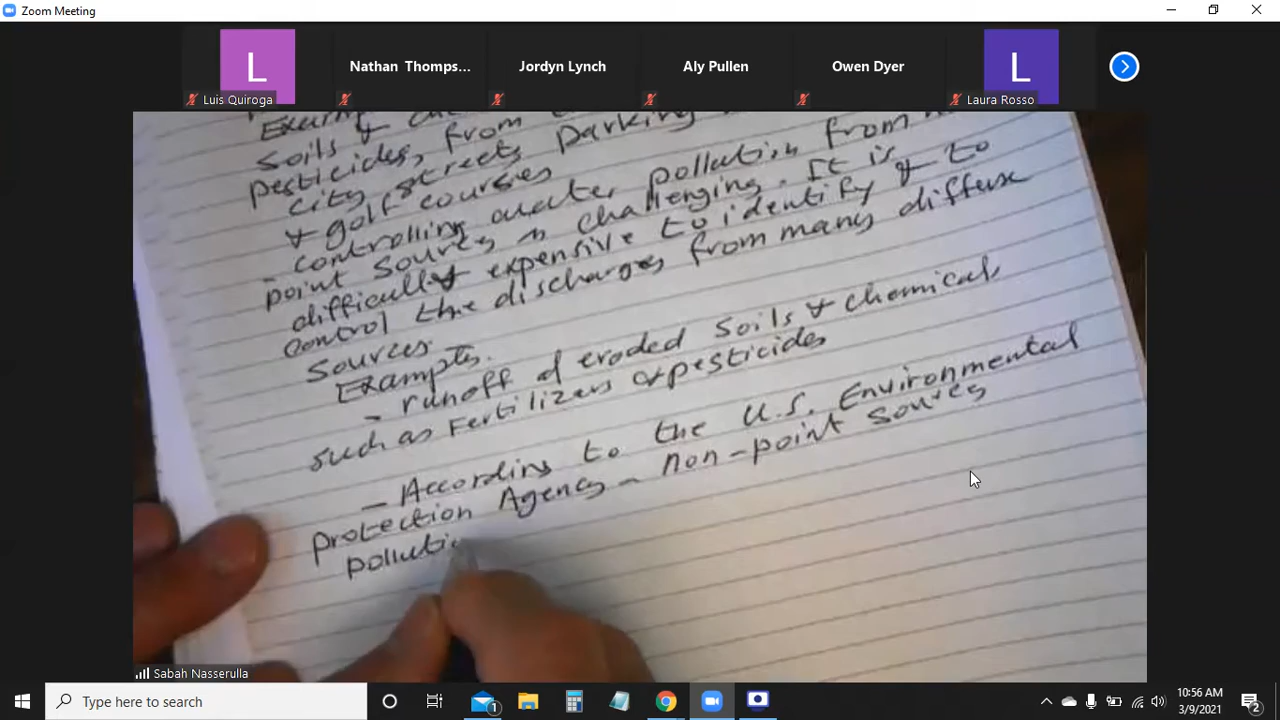 Zoom Meeting
L
Nathan Thomps...
Jordyn Lynch
Aly Pullen
Owen Dyer
L
Luis Quiroga
Laura Rosso
Soils &
pesticides, from
city streets parking
& golf courses
- controlling water pollution from
point sources is challenging. It is
difficult & expensive to identify & to
control the discharges from many diffuse
sources.
Examples.
- runoff of eroded soils & chemical
such as Fertilizers & pesticides
- According to the U.S. Environmental
protection Agency - non-point sources
pollutio
Sabah Nasserulla
Type here to search
1
10:56 AM
3/9/2021
2